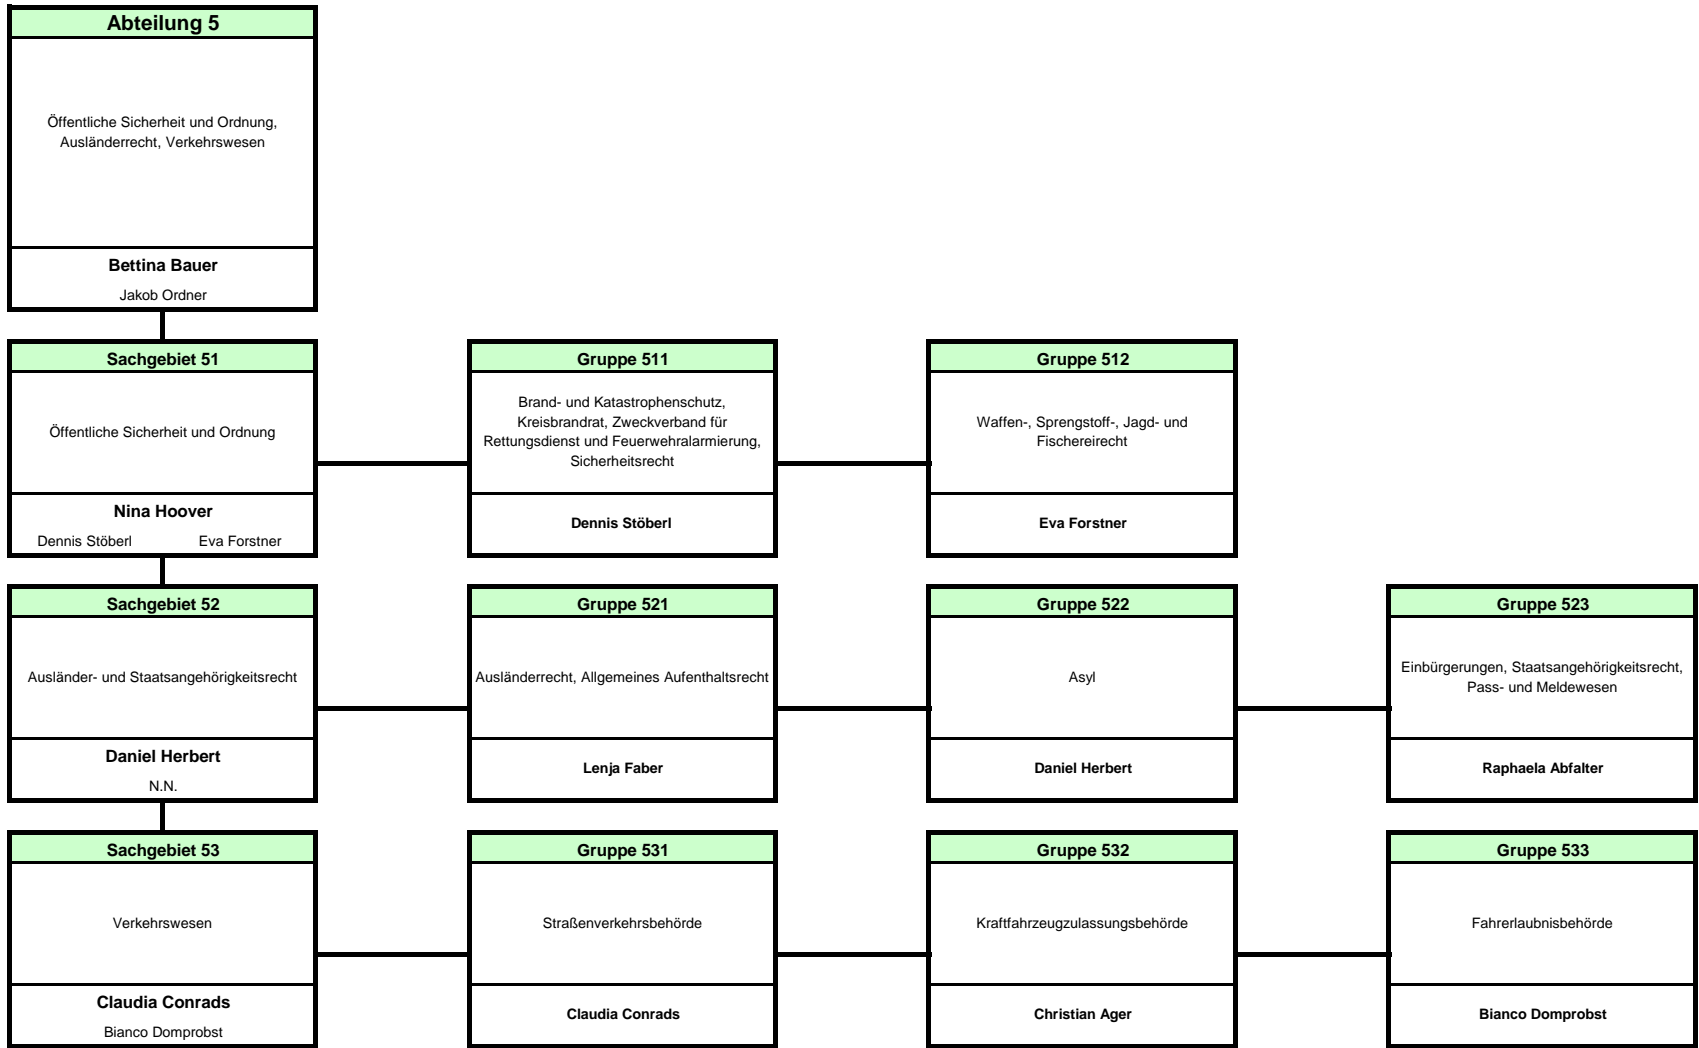 Abteilung 5
Öffentliche Sicherheit und Ordnung,
Ausländerrecht, Verkehrswesen
Bettina Bauer
Jakob Ordner
Sachgebiet 51
Öffentliche Sicherheit und Ordnung
Nina Hoover
Dennis Stöberl Eva Forstner
Gruppe 511
Brand- und Katastrophenschutz,
Kreisbrandrat, Zweckverband für
Rettungsdienst und Feuerwehralarmierung,
Sicherheitsrecht
Dennis Stöberl
Gruppe 512
Waffen-, Sprengstoff-, Jagd- und
Fischereirecht
Eva Forstner
Sachgebiet 52
Ausländer- und Staatsangehörigkeitsrecht
Daniel Herbert
N.N.
Gruppe 521
Ausländerrecht, Allgemeines Aufenthaltsrecht
Lenja Faber
Gruppe 522
Asyl
Daniel Herbert
Gruppe 523
Einbürgerungen, Staatsangehörigkeitsrecht,
Pass- und Meldewesen
Raphaela Abfalter
Sachgebiet 53
Verkehrswesen
Claudia Conrads
Bianco Domprobst
Gruppe 531
Straßenverkehrsbehörde
Claudia Conrads
Gruppe 532
Kraftfahrzeugzulassungsbehörde
Christian Ager
Gruppe 533
Fahrerlaubnisbehörde
Bianco Domprobst